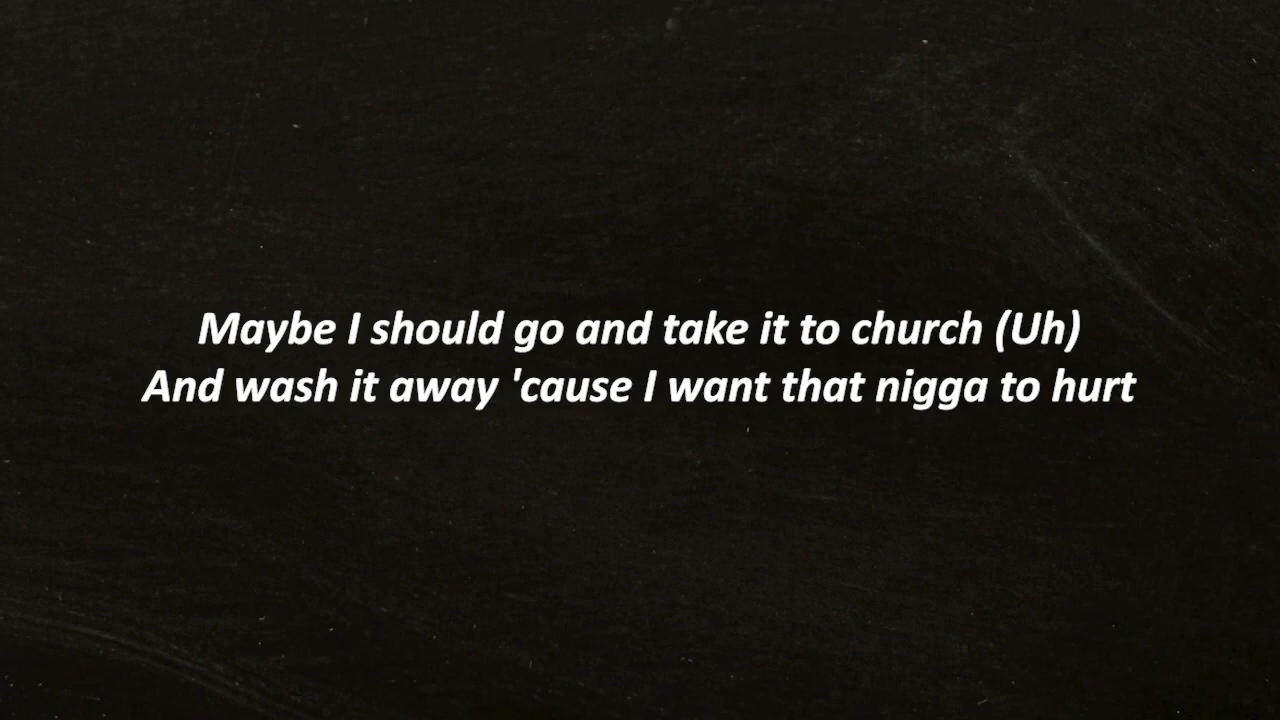 Maybe I should go and take it to church (Uh)
And wash it away 'cause I want that nigga to hurt